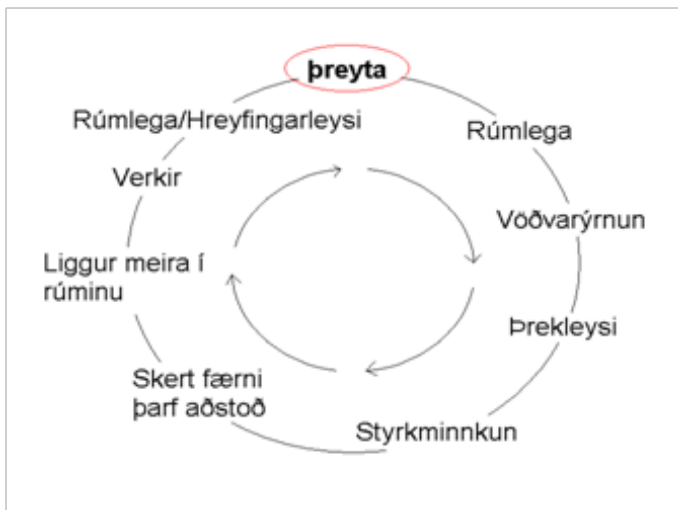 þreyta
Rúmlega
Vöðvarýrnun
Þrekleysi
Styrkminnkun
Skert færni
þarf aðstoð
Liggur meira í
rúminu
Verkir
Rúmlega/Hreyfingarleysi